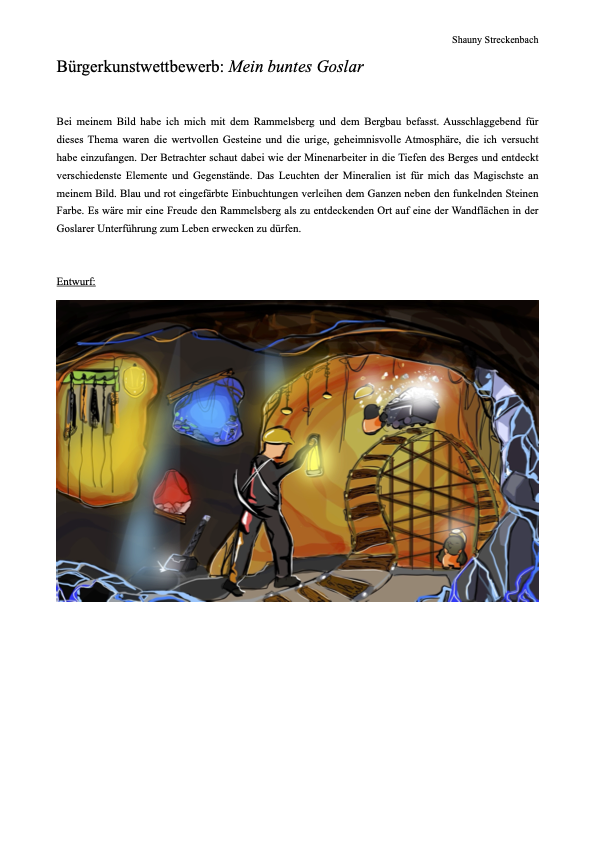 Shauny Streckenbach
Bürgerkunstwettbewerb: Mein buntes Goslar
Bei meinem Bild habe ich mich mit dem Rammelsberg und dem Bergbau befasst. Ausschlaggebend für
dieses Thema waren die wertvollen Gesteine und die urige, geheimnisvolle Atmosphäre, die ich versucht
habe einzufangen. Der Betrachter schaut dabei wie der Minenarbeiter in die Tiefen des Berges und entdeckt
verschiedenste Elemente und Gegenstände. Das Leuchten der Mineralien ist für mich das Magischste an
meinem Bild. Blau und rot eingefärbte Einbuchtungen verleihen dem Ganzen neben den funkelnden Steinen
Farbe. Es wäre mir eine Freude den Rammelsberg als zu entdeckenden Ort auf eine der Wandflächen in der
Goslarer Unterführung zum Leben erwecken zu dürfen.
Entwurf: